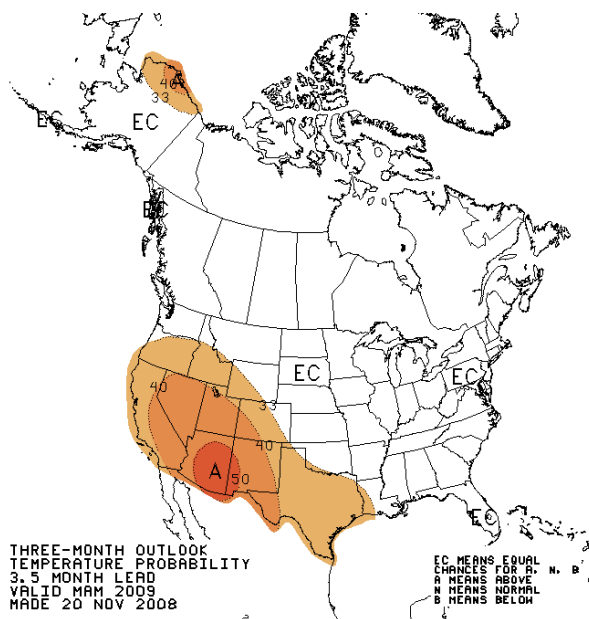 40
33
EC
EC
EC
EC
EC
40
33
40
A
50
E
THREE-MONTH OUTLOOK
TEMPERATURE PROBABILITY
3.5 MONTH LEAD
VALID MAM 2009
MADE 20 NOV 2008
EC MEANS EQUAL
CHANCES FOR A, N, B
A MEANS ABOVE
N MEANS NORMAL
B MEANS BELOW